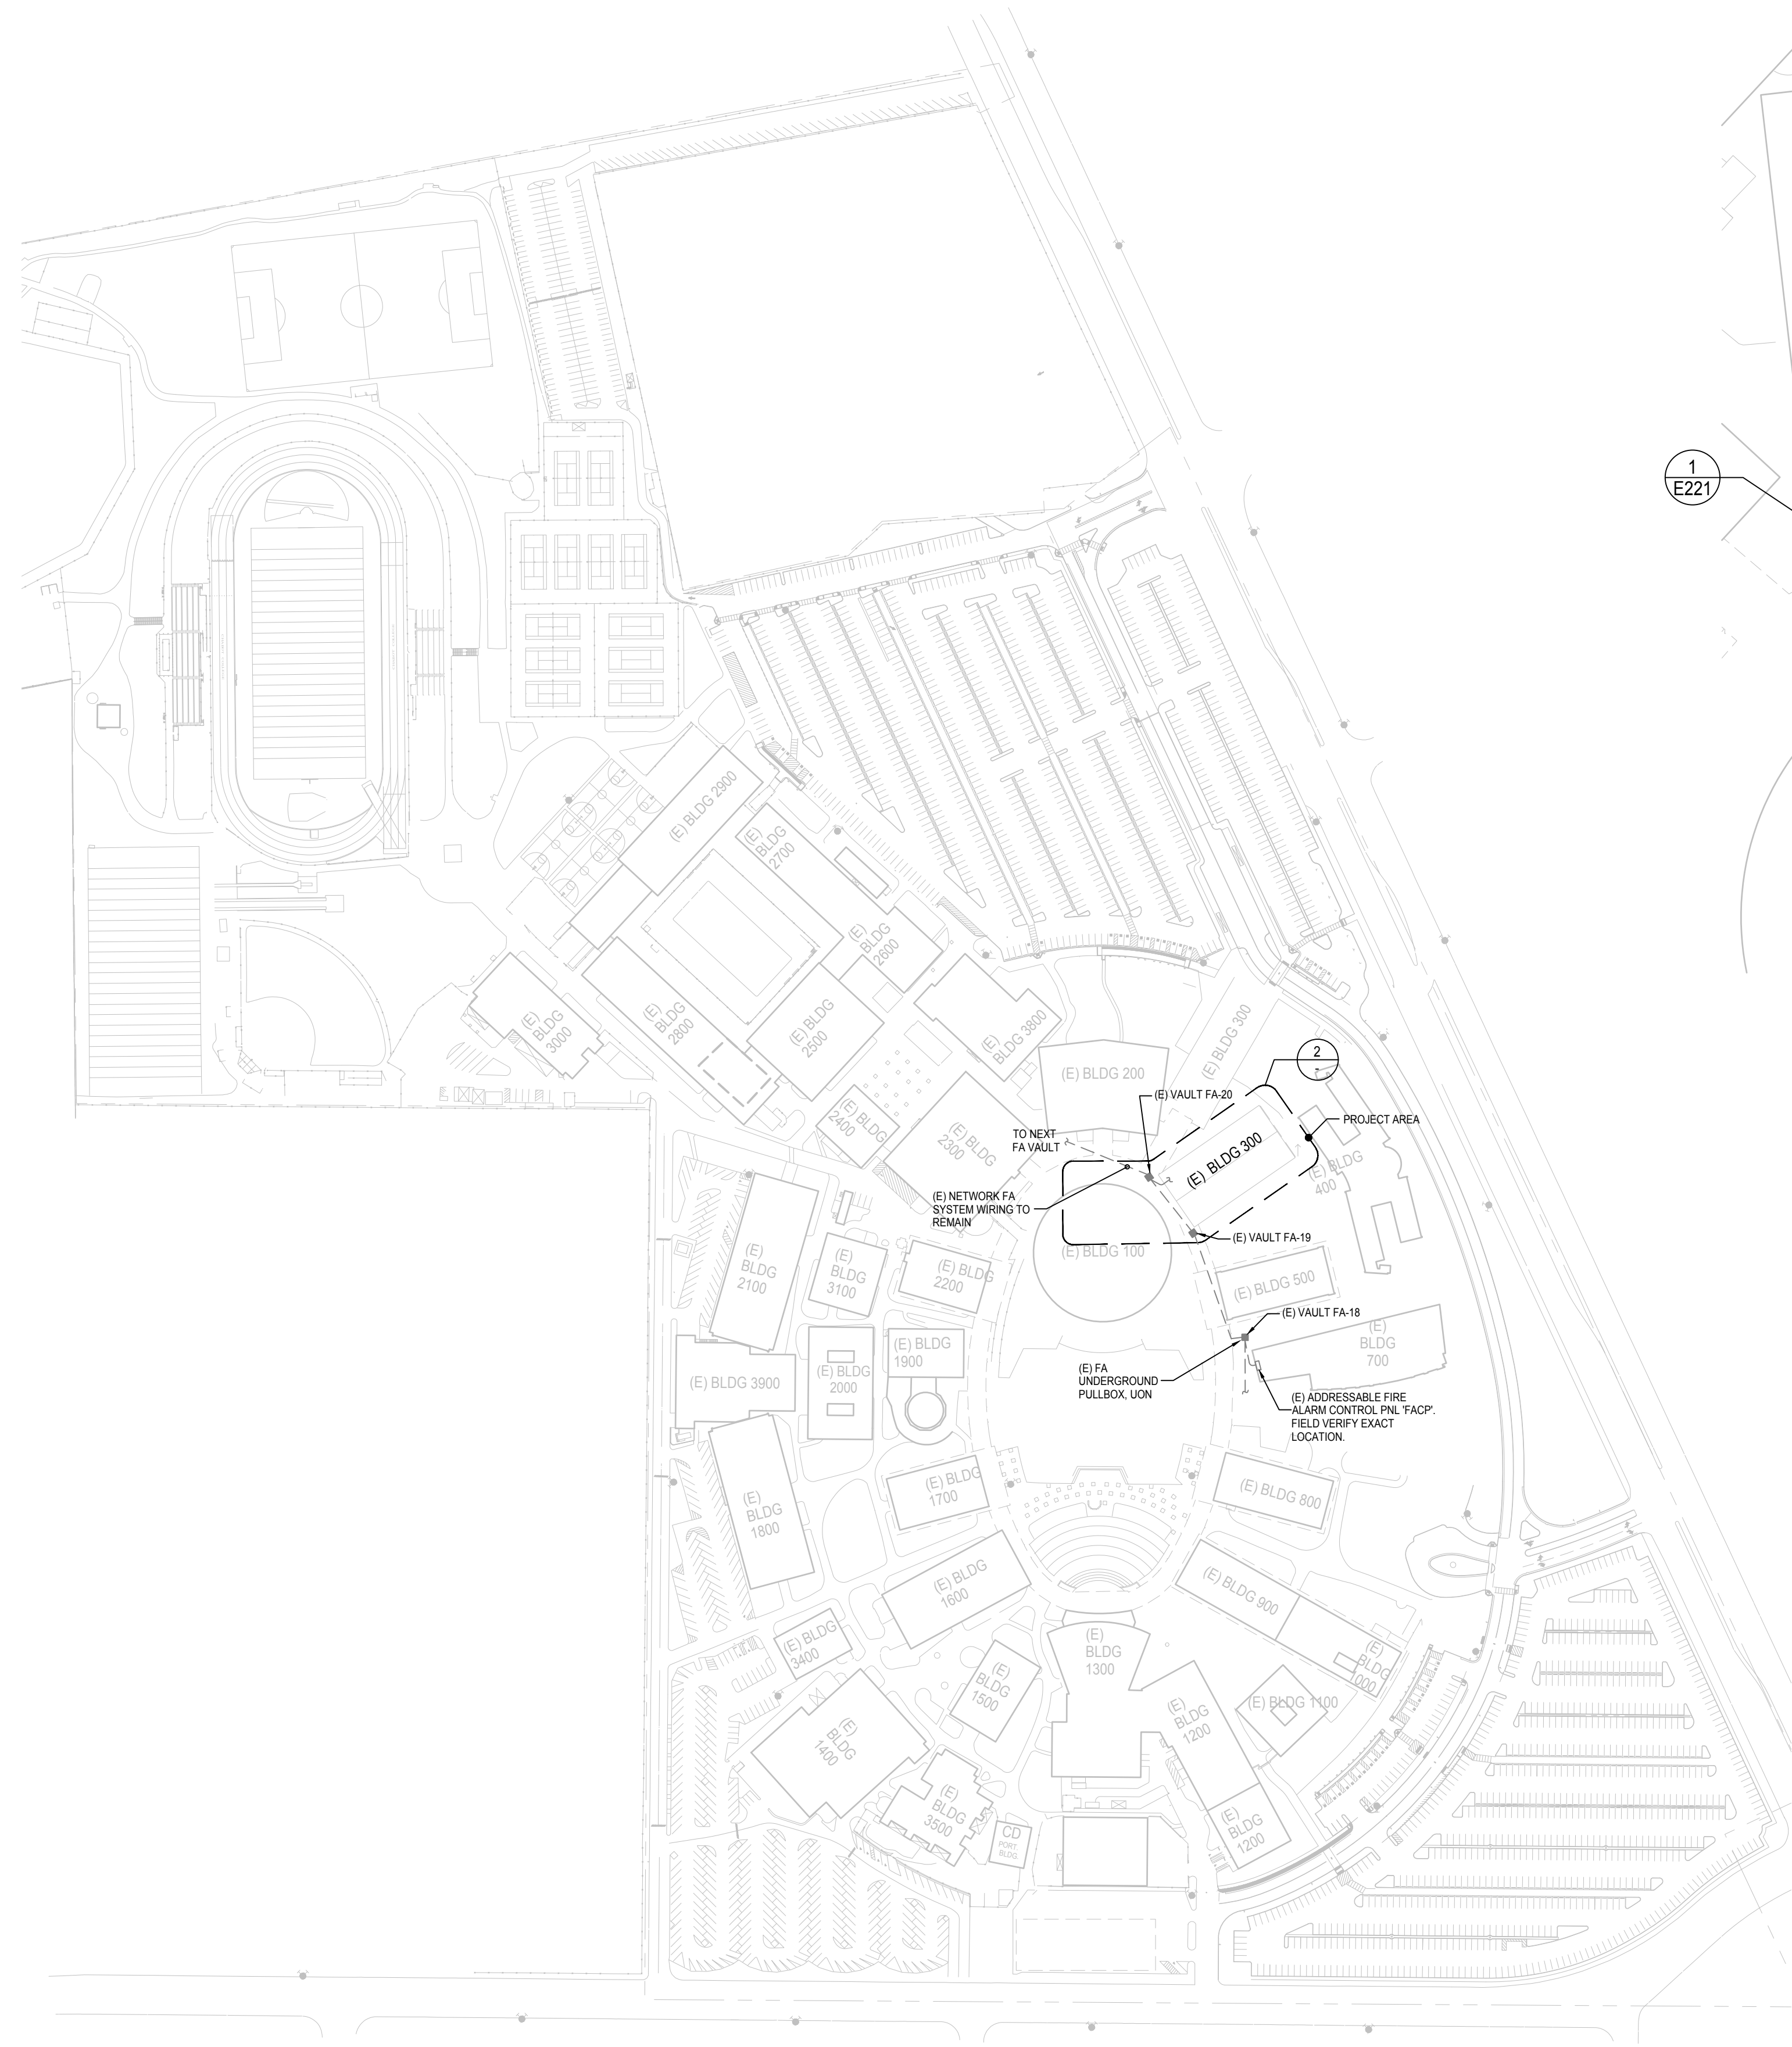 1
E221
(E) BLDG 2900
(E)
BLDG
2700
(E)
BLDG
2600
(E)
BLDG
3000
(E)
BLDG
2800
(E)
BLDG
2500
(E)
BLDG 3800
(E) BLDG 300
(E) BLDG 200
2
-
(E) VAULT FA-20
PROJECT AREA
(E) BLDG
2400
(E) BLDG
2300
TO NEXT
FA VAULT
(E) BLDG 300
(E) BLDG
400
(E) NETWORK FA
SYSTEM WIRING TO
REMAIN
(E) VAULT FA-19
(E) BLDG 100
(E)
BLDG
2100
(E)
BLDG
3100
(E) BLDG
2200
(E) BLDG 500
(E) VAULT FA-18
(E)
BLDG
700
(E) BLDG
1900
(E) BLDG 3900
(E) BLDG
2000
(E) FA
UNDERGROUND
PULLBOX, UON
(E) ADDRESSABLE FIRE
ALARM CONTROL PNL 'FACP'.
FIELD VERIFY EXACT
LOCATION.
(E) BLDG
1700
(E) BLDG 800
(E)
BLDG
1800
(E) BLDG
1600
(E) BLDG 900
(E) BLDG
3400
(E)
BLDG
1300
(E)
BLDG
000
(E)
BLDG
1500
(E) BLDG 1100
(E)
BLDG
1200
(E)
BLDG
1400
(E)
BLDG
3500
(E)
BLDG
1200
CD
PORT.
BLDG.